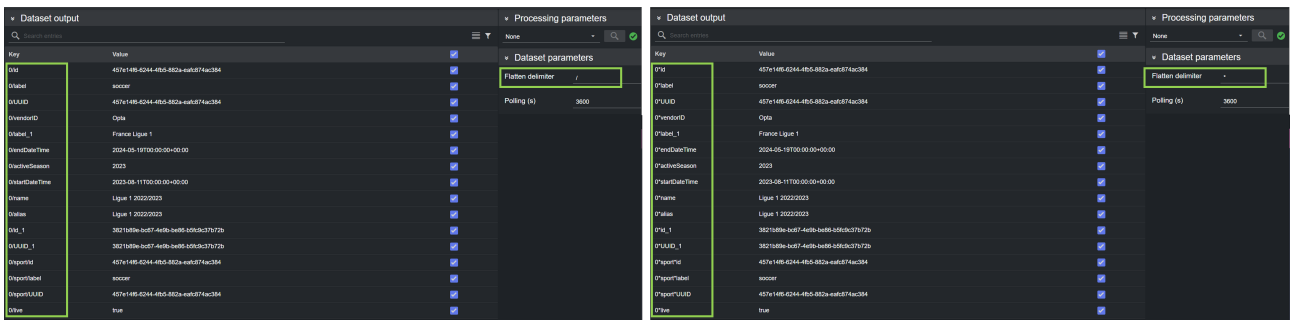 Dataset output
Search entries
Key Value
0/id 457e14f6-6244-4fb5-882a-eafc874ac384
0/label soccer
0/UUID 457e14f6-6244-4fb5-882a-eafc874ac384
0/vendorID Opta
0/label_1 France Ligue 1
0/endDateTime 2024-05-19T00:00:00+00:00
0/activeSeason 2023
0/startDateTime 2023-08-11T00:00:00+00:00
0/name Ligue 1 2022/2023
0/alias Ligue 1 2022/2023
0/id_1 3821b89e-bc67-4e9b-be86-b5fc9c37b72b
0/UUID_1 3821b89e-bc67-4e9b-be86-b5fc9c37b72b
0/sport/id 457e14f6-6244-4fb5-882a-eafc874ac384
0/sport/label soccer
0/sport/UUID 457e14f6-6244-4fb5-882a-eafc874ac384
0/live true
Processing parameters
None
Dataset parameters
Flatten delimiter /
Polling (s) 3600
Dataset output
Search entries
Key Value
0*id 457e14f6-6244-4fb5-882a-eafc874ac384
0*label soccer
0*UUID 457e14f6-6244-4fb5-882a-eafc874ac384
0*vendorID Opta
0*label_1 France Ligue 1
0*endDateTime 2024-05-19T00:00:00+00:00
0*activeSeason 2023
0*startDateTime 2023-08-11T00:00:00+00:00
0*name Ligue 1 2022/2023
0*alias Ligue 1 2022/2023
0*id_1 3821b89e-bc67-4e9b-be86-b5fc9c37b72b
0*UUID_1 3821b89e-bc67-4e9b-be86-b5fc9c37b72b
0*sport*id 457e14f6-6244-4fb5-882a-eafc874ac384
0*sport*label soccer
0*sport*UUID 457e14f6-6244-4fb5-882a-eafc874ac384
0*live true
Processing parameters
None
Dataset parameters
Flatten delimiter *
Polling (s) 3600